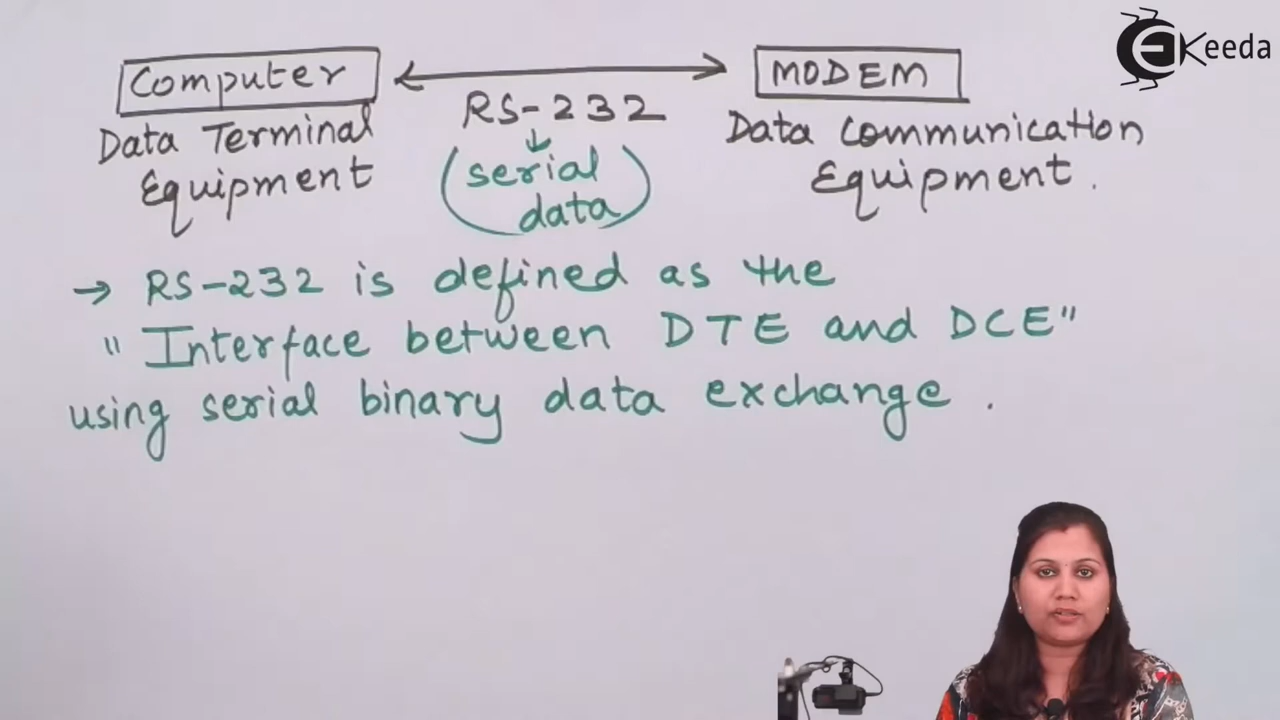 Computer
RS-232
MODEM
Data Terminal
Equipment
(serial
data)
Data Communication
Equipment.
→ RS-232 is defined as the
"Interface between DTE and DCE"
using serial binary data exchange.
EKeeda